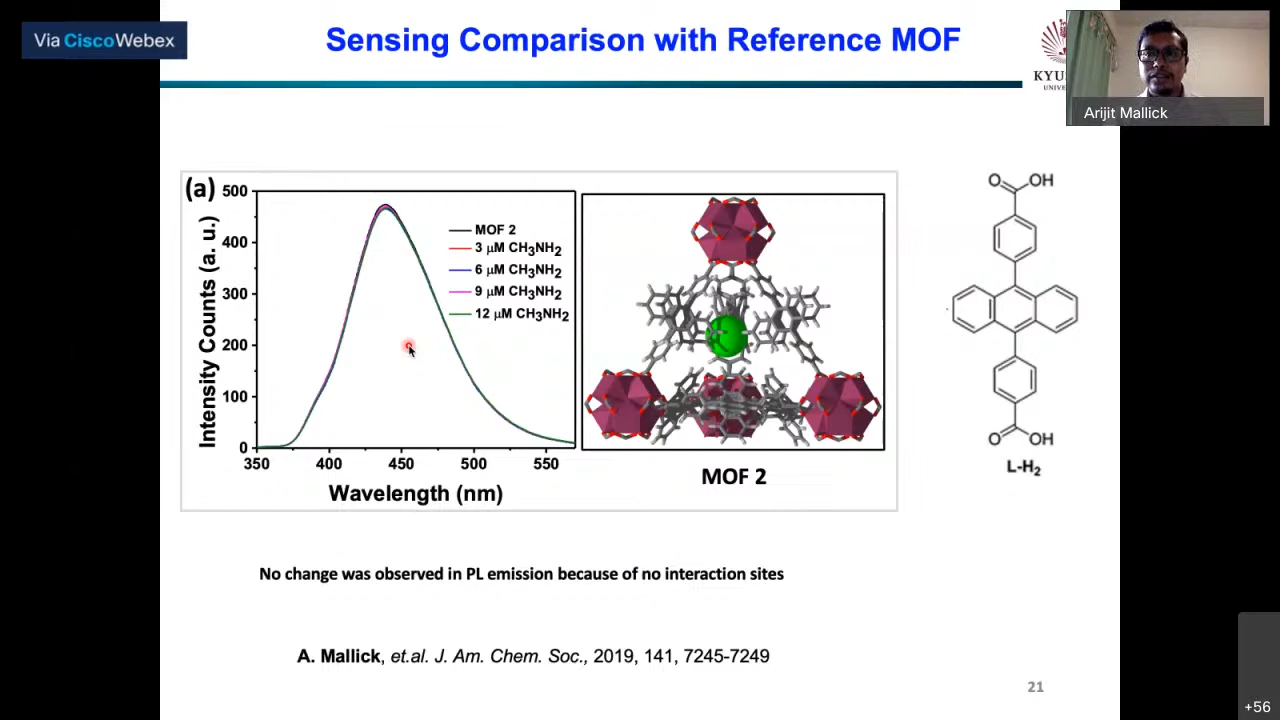 Via CiscoWebex
Sensing Comparison with Reference MOF
KYUS
UNIVE
Arijit Mallick
(a)
500
400
300
200
100
0
Intensity Counts (a. u.)
350 400 450 500 550
Wavelength (nm)
MOF 2
3 μM CH3NH2
6 μM CH3NH2
9 μM CH3NH2
12 μM CH3NH2
MOF 2
O OH
O OH
L-H2
No change was observed in PL emission because of no interaction sites
A. Mallick, et.al. J. Am. Chem. Soc., 2019, 141, 7245-7249
21
+56